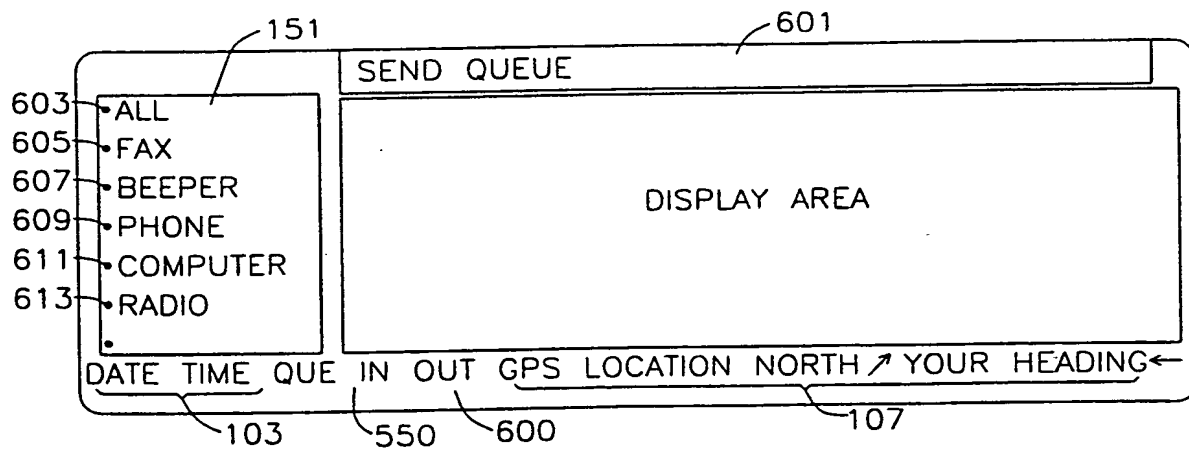 151
601
SEND QUEUE
603 ALL
605 FAX
607 BEEPER
DISPLAY AREA
609 PHONE
611 COMPUTER
613 RADIO
DATE TIME QUE IN OUT GPS LOCATION NORTH ↗ YOUR HEADING ←
103 550 600 107